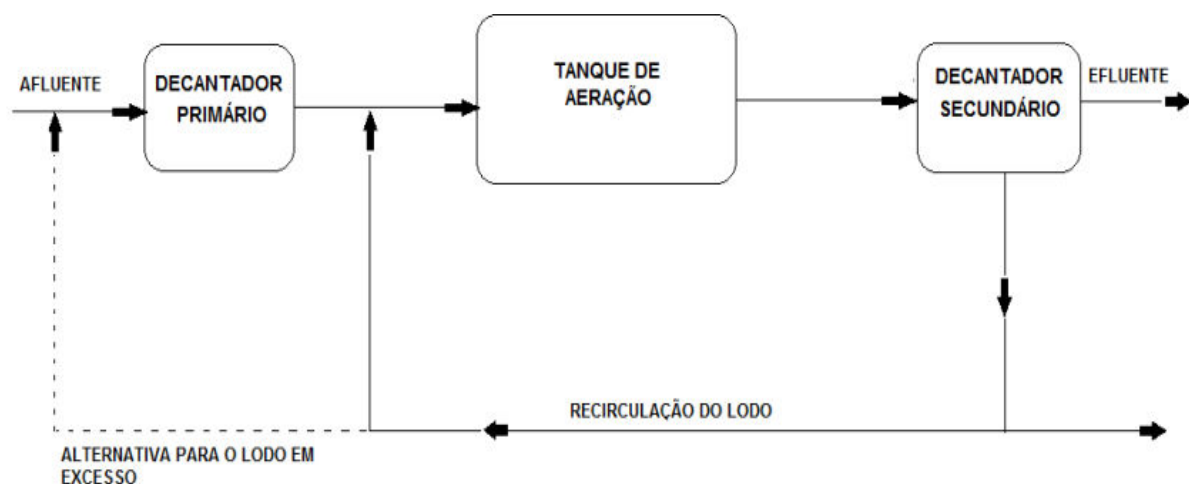 AFLUENTE
DECANTADOR
PRIMÁRIO
TANQUE DE
AERAÇÃO
DECANTADOR
SECUNDÁRIO
EFLUENTE
RECIRCULAÇÃO DO LODO
ALTERNATIVA PARA O LODO EM
EXCESSO